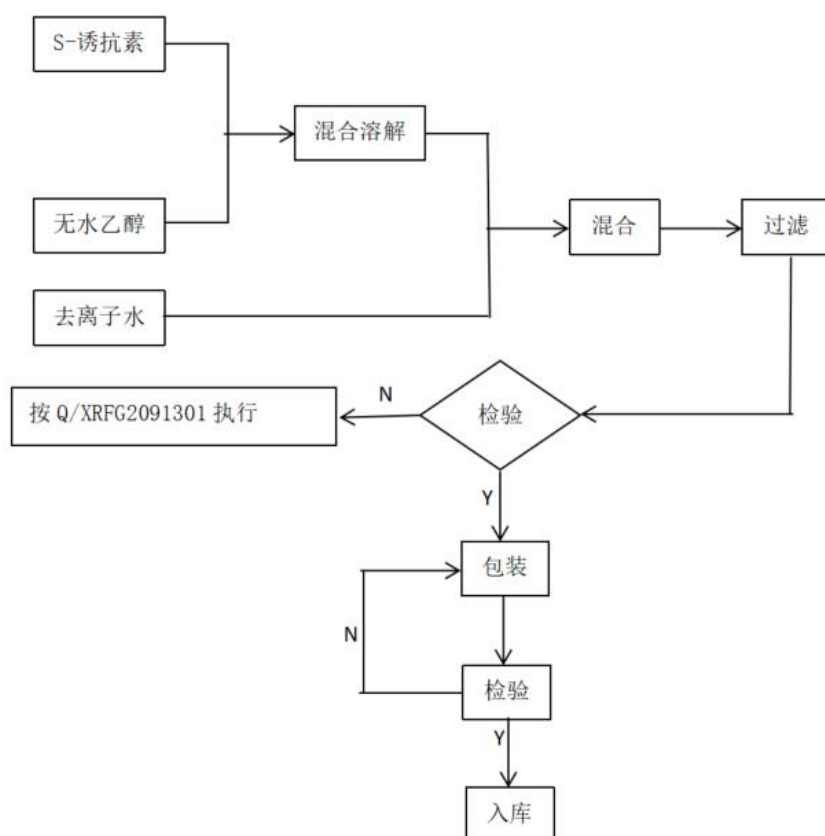 S-诱抗素
混合溶解
无水乙醇
混合
过滤
去离子水
按 Q/XRFG2091301 执行
N
检验
Y
包装
N
检验
Y
入库